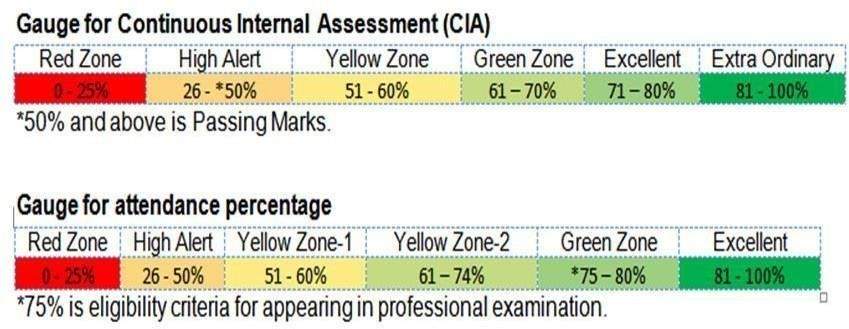 Gauge for Continuous Internal Assessment (CIA)
Red Zone High Alert Yellow Zone Green Zone Excellent Extra Ordinary
0 - 25% 26 - *50% 51 - 60% 61 – 70% 71 – 80% 81 - 100%
*50% and above is Passing Marks.
Gauge for attendance percentage
Red Zone High Alert Yellow Zone-1 Yellow Zone-2 Green Zone Excellent
0 - 25% 26 - 50% 51 - 60% 61 – 74% *75 – 80% 81 - 100%
*75% is eligibility criteria for appearing in professional examination.